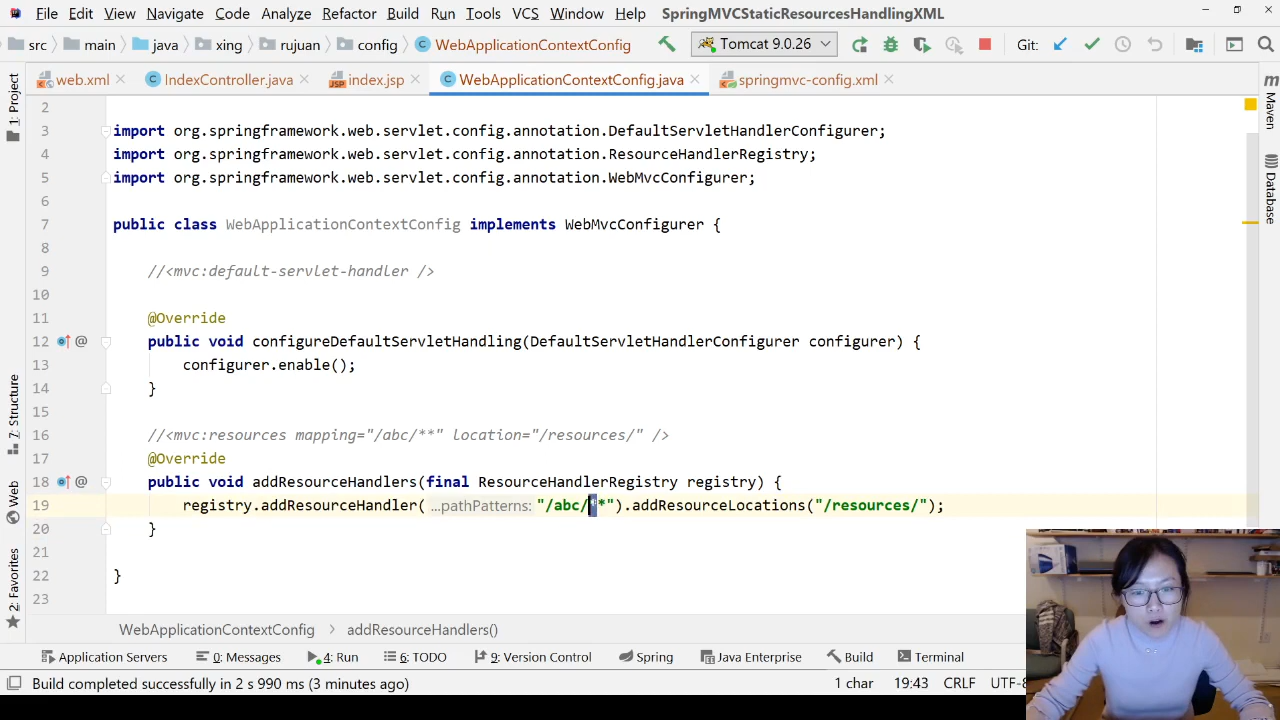 File Edit View Navigate Code Analyze Refactor Build Run Tools VCS Window Help SpringMVCStaticResourcesHandlingXML
src main java xing rujuan config WebApplicationContextConfig Tomcat 9.0.26 Git:
web.xml IndexController.java index.jsp WebApplicationContextConfig.java springmvc-config.xml
1: Project
7: Structure
Web
2: Favorites
Maven
Database
2
3 import org.springframework.web.servlet.config.annotation.DefaultServletHandlerConfigurer;
4 import org.springframework.web.servlet.config.annotation.ResourceHandlerRegistry;
5 import org.springframework.web.servlet.config.annotation.WebMvcConfigurer;
6
7 public class WebApplicationContextConfig implements WebMvcConfigurer {
8
9 //<mvc:default-servlet-handler />
10
11 @Override
12 public void configureDefaultServletHandling(DefaultServletHandlerConfigurer configurer) {
13 configurer.enable();
14 }
15
16 //<mvc:resources mapping="/abc/**" location="/resources/" />
17 @Override
18 public void addResourceHandlers(final ResourceHandlerRegistry registry) {
19 registry.addResourceHandler( ...pathPatterns: "/abc/**").addResourceLocations("/resources/");
20 }
21
22 }
23
WebApplicationContextConfig > addResourceHandlers()
Application Servers 0: Messages 4: Run 6: TODO 9: Version Control Spring Java Enterprise Build Terminal
Build completed successfully in 2 s 990 ms (3 minutes ago) 1 char 19:43 CRLF